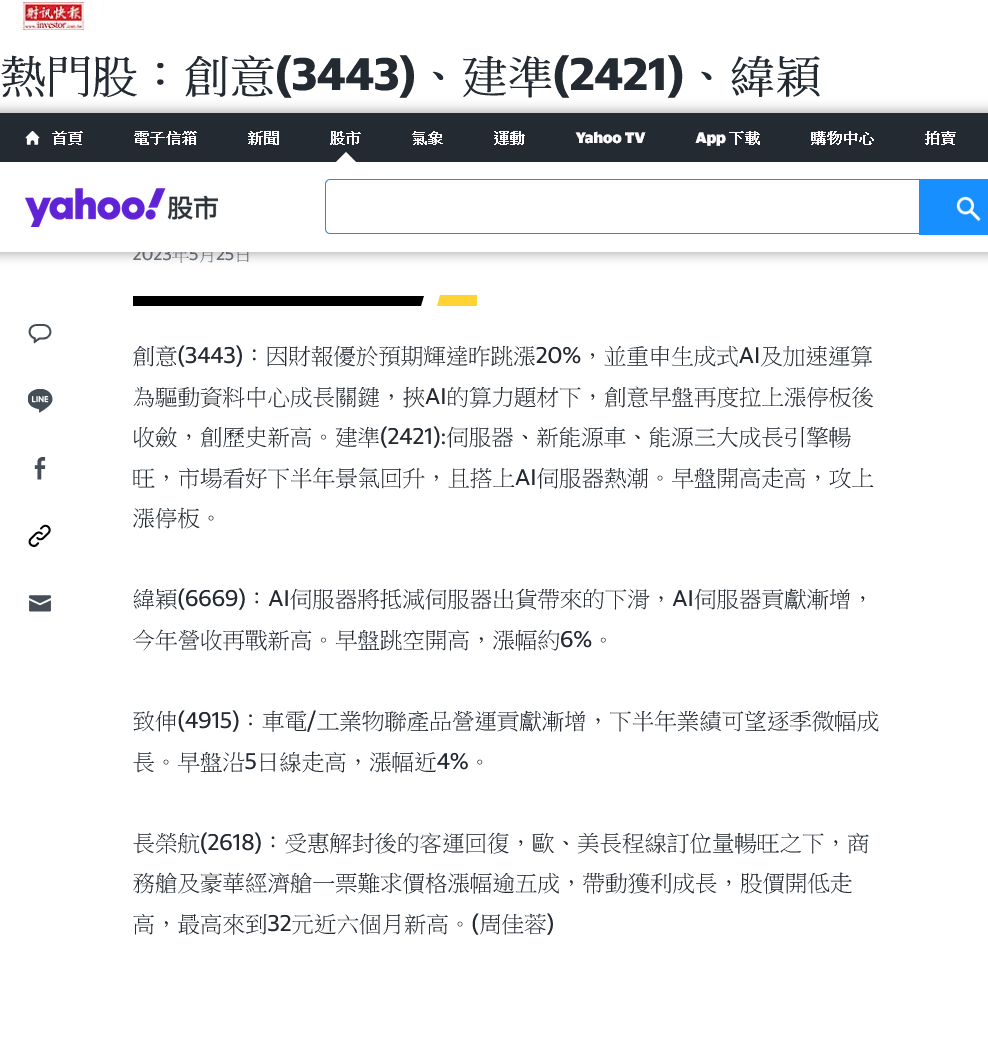 財訊快報
www.investor.com.tw
熱門股：創意(3443)、建準(2421)、緯穎
首頁 電子信箱 新聞 股市 氣象 運動 Yahoo TV App 下載 購物中心 拍賣
yahoo! 股市
2023年5月25日
創意(3443)：因財報優於預期輝達昨跳漲20%，並重申生成式AI及加速運算
為驅動資料中心成長關鍵，挾AI的算力題材下，創意早盤再度拉上漲停板後
LINE
收斂，創歷史新高。建準(2421):伺服器、新能源車、能源三大成長引擎暢
旺，市場看好下半年景氣回升，且搭上AI伺服器熱潮。早盤開高走高，攻上
漲停板。
緯穎(6669)：AI伺服器將抵減伺服器出貨帶來的下滑，AI伺服器貢獻漸增，
今年營收再戰新高。早盤跳空開高，漲幅約6%。
致伸(4915)：車電/工業物聯產品營運貢獻漸增，下半年業績可望逐季微幅成
長。早盤沿5日線走高，漲幅近4%。
長榮航(2618)：受惠解封後的客運回復，歐、美長程線訂位量暢旺之下，商
務艙及豪華經濟艙一票難求價格漲幅逾五成，帶動獲利成長，股價開低走
高，最高來到32元近六個月新高。(周佳蓉)